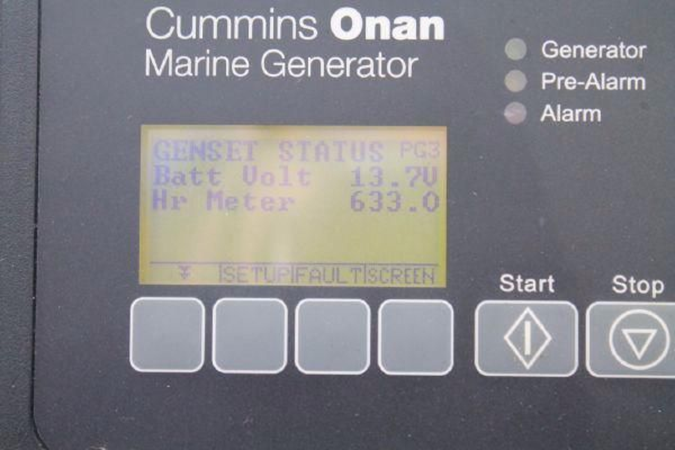 Cummins Onan
Marine Generator
Generator
Pre-Alarm
Alarm
GENSET STATUS PG3
Batt Volt 13.7V
Hr Meter 633.0
SETUP|FAULT|SCREEN
Start
Stop